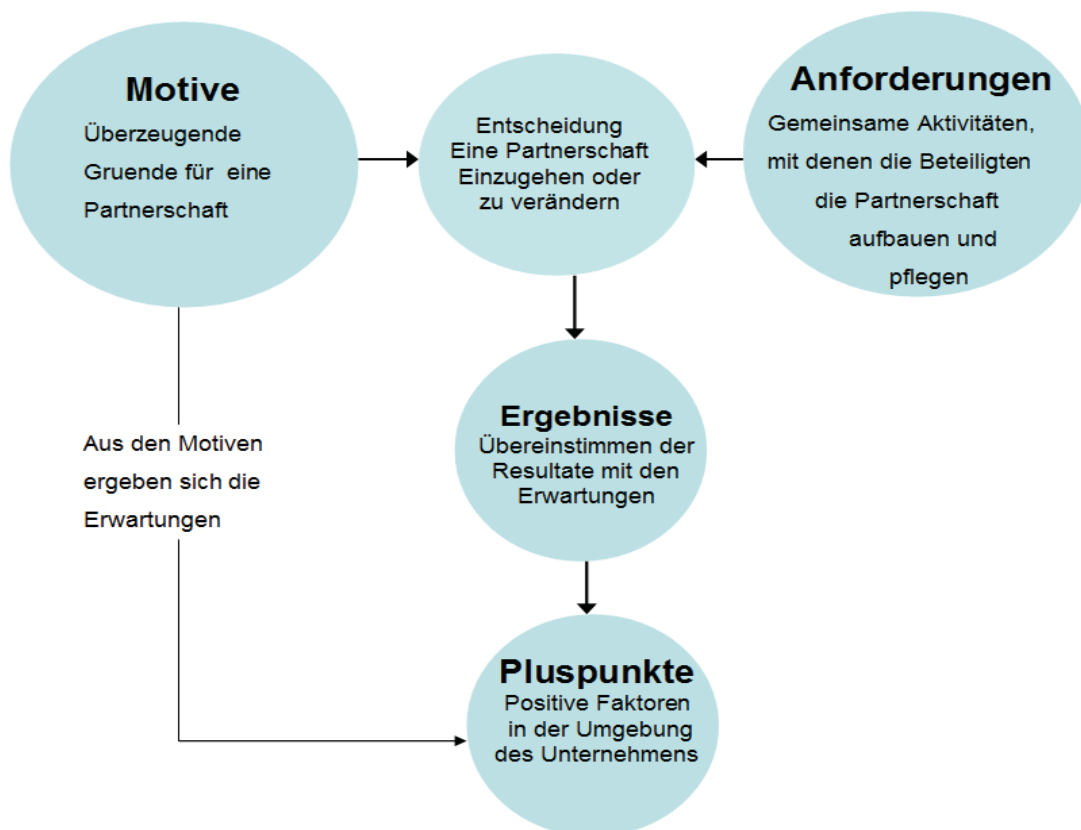 Motive
Überzeugende
Gruende für eine
Partnerschaft
Entscheidung
Eine Partnerschaft
Einzugehen oder
zu verändern
Anforderungen
Gemeinsame Aktivitäten,
mit denen die Beteiligten
die Partnerschaft
aufbauen und
pflegen
Ergebnisse
Übereinstimmen der
Resultate mit den
Erwartungen
Aus den Motiven
ergeben sich die
Erwartungen
Pluspunkte
Positive Faktoren
in der Umgebung
des Unternehmens